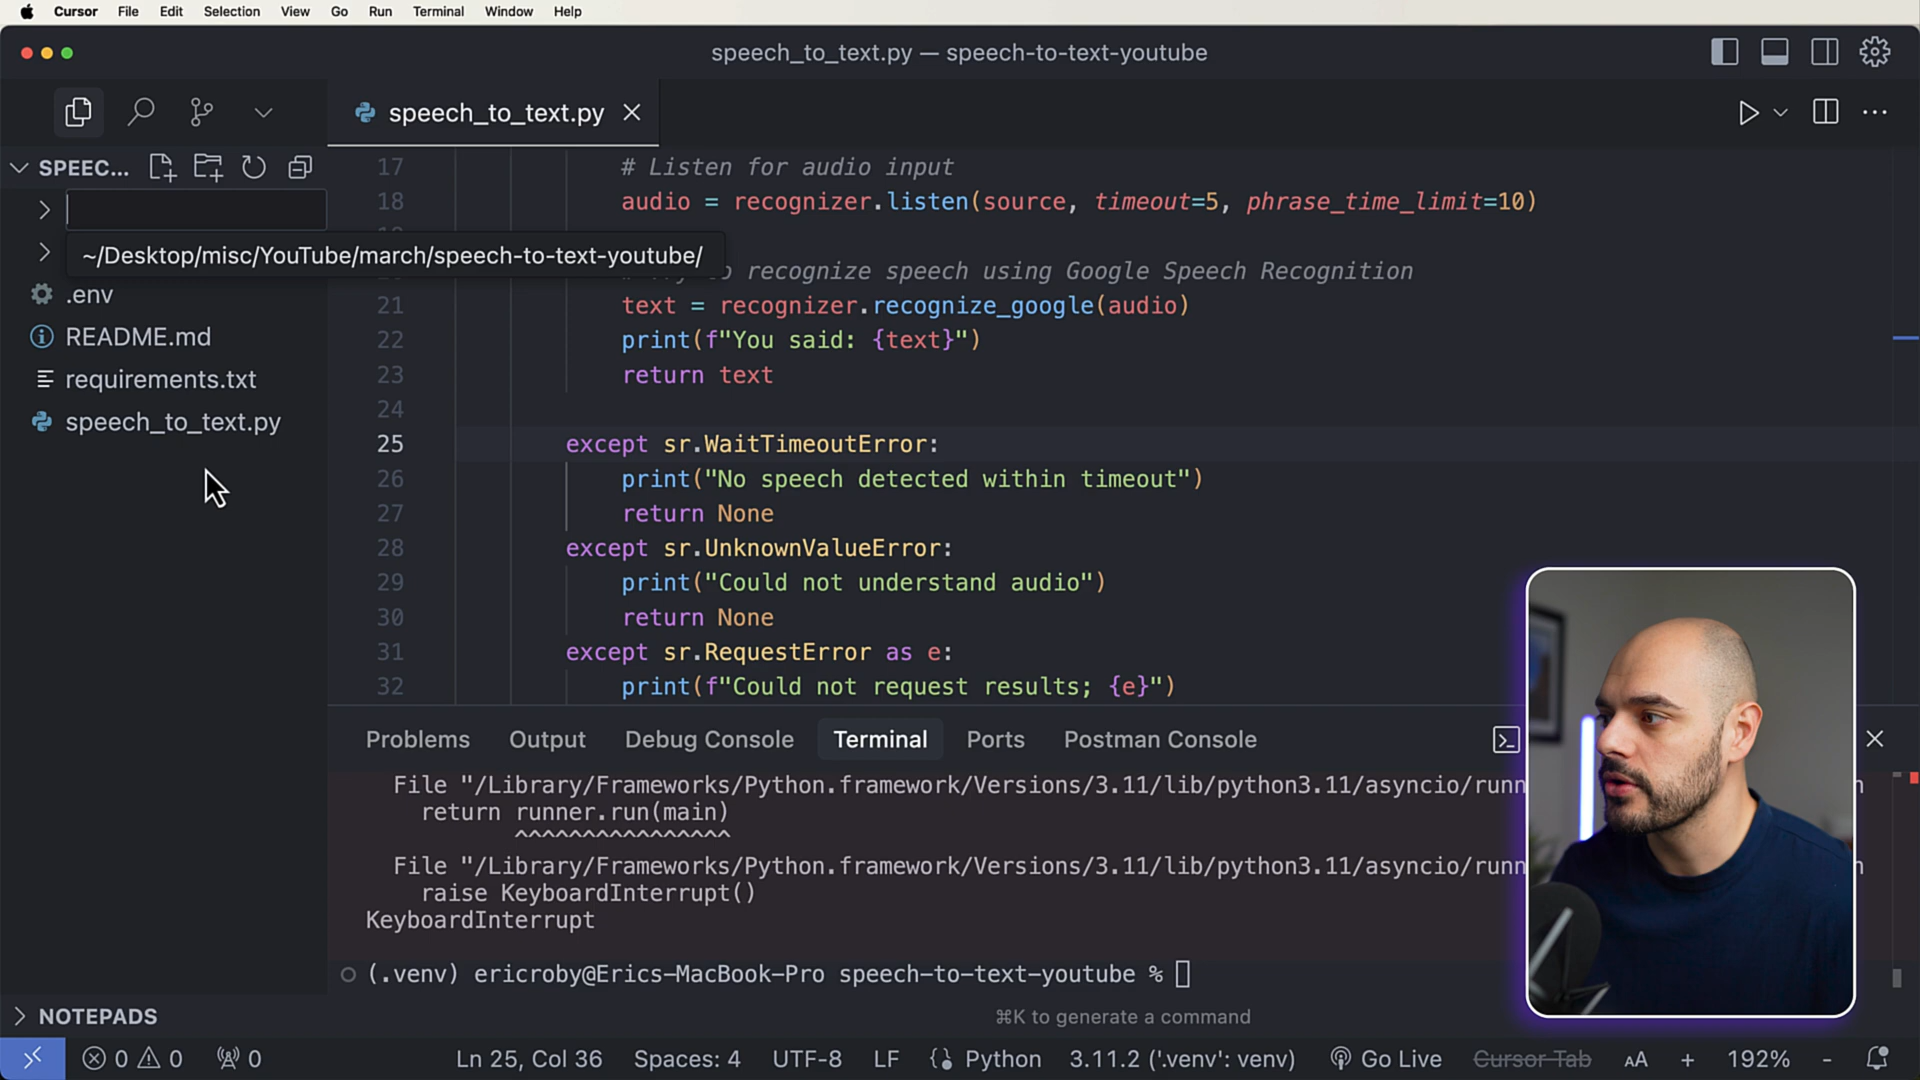 Cursor File Edit Selection View Go Run Terminal Window Help
speech_to_text.py — speech-to-text-youtube
speech_to_text.py
SPEEC...
~/Desktop/misc/YouTube/march/speech-to-text-youtube/
.env
README.md
requirements.txt
speech_to_text.py
17 # Listen for audio input
18 audio = recognizer.listen(source, timeout=5, phrase_time_limit=10)
recognize speech using Google Speech Recognition
21 text = recognizer.recognize_google(audio)
22 print(f"You said: {text}")
23 return text
24
25 except sr.WaitTimeoutError:
26 print("No speech detected within timeout")
27 return None
28 except sr.UnknownValueError:
29 print("Could not understand audio")
30 return None
31 except sr.RequestError as e:
32 print(f"Could not request results; {e}")
Problems Output Debug Console Terminal Ports Postman Console
File "/Library/Frameworks/Python.framework/Versions/3.11/lib/python3.11/asyncio/runn
return runner.run(main)
^^^^^^^^^^^^^^^^
File "/Library/Frameworks/Python.framework/Versions/3.11/lib/python3.11/asyncio/runn
raise KeyboardInterrupt()
KeyboardInterrupt
(.venv) ericroby@Erics-MacBook-Pro speech-to-text-youtube %
NOTEPADS
⌘K to generate a command
0 0 0 Ln 25, Col 36 Spaces: 4 UTF-8 LF Python 3.11.2 ('.venv': venv) Go Live Cursor Tab AA + 192% -